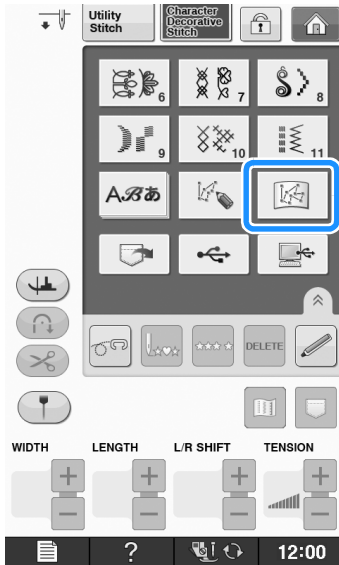 Utility
Stitch
Character
Decorative
Stitch
6
7
8
9
10
11
Aℬあ
DELETE
WIDTH
LENGTH
L/R SHIFT
TENSION
?
12:00